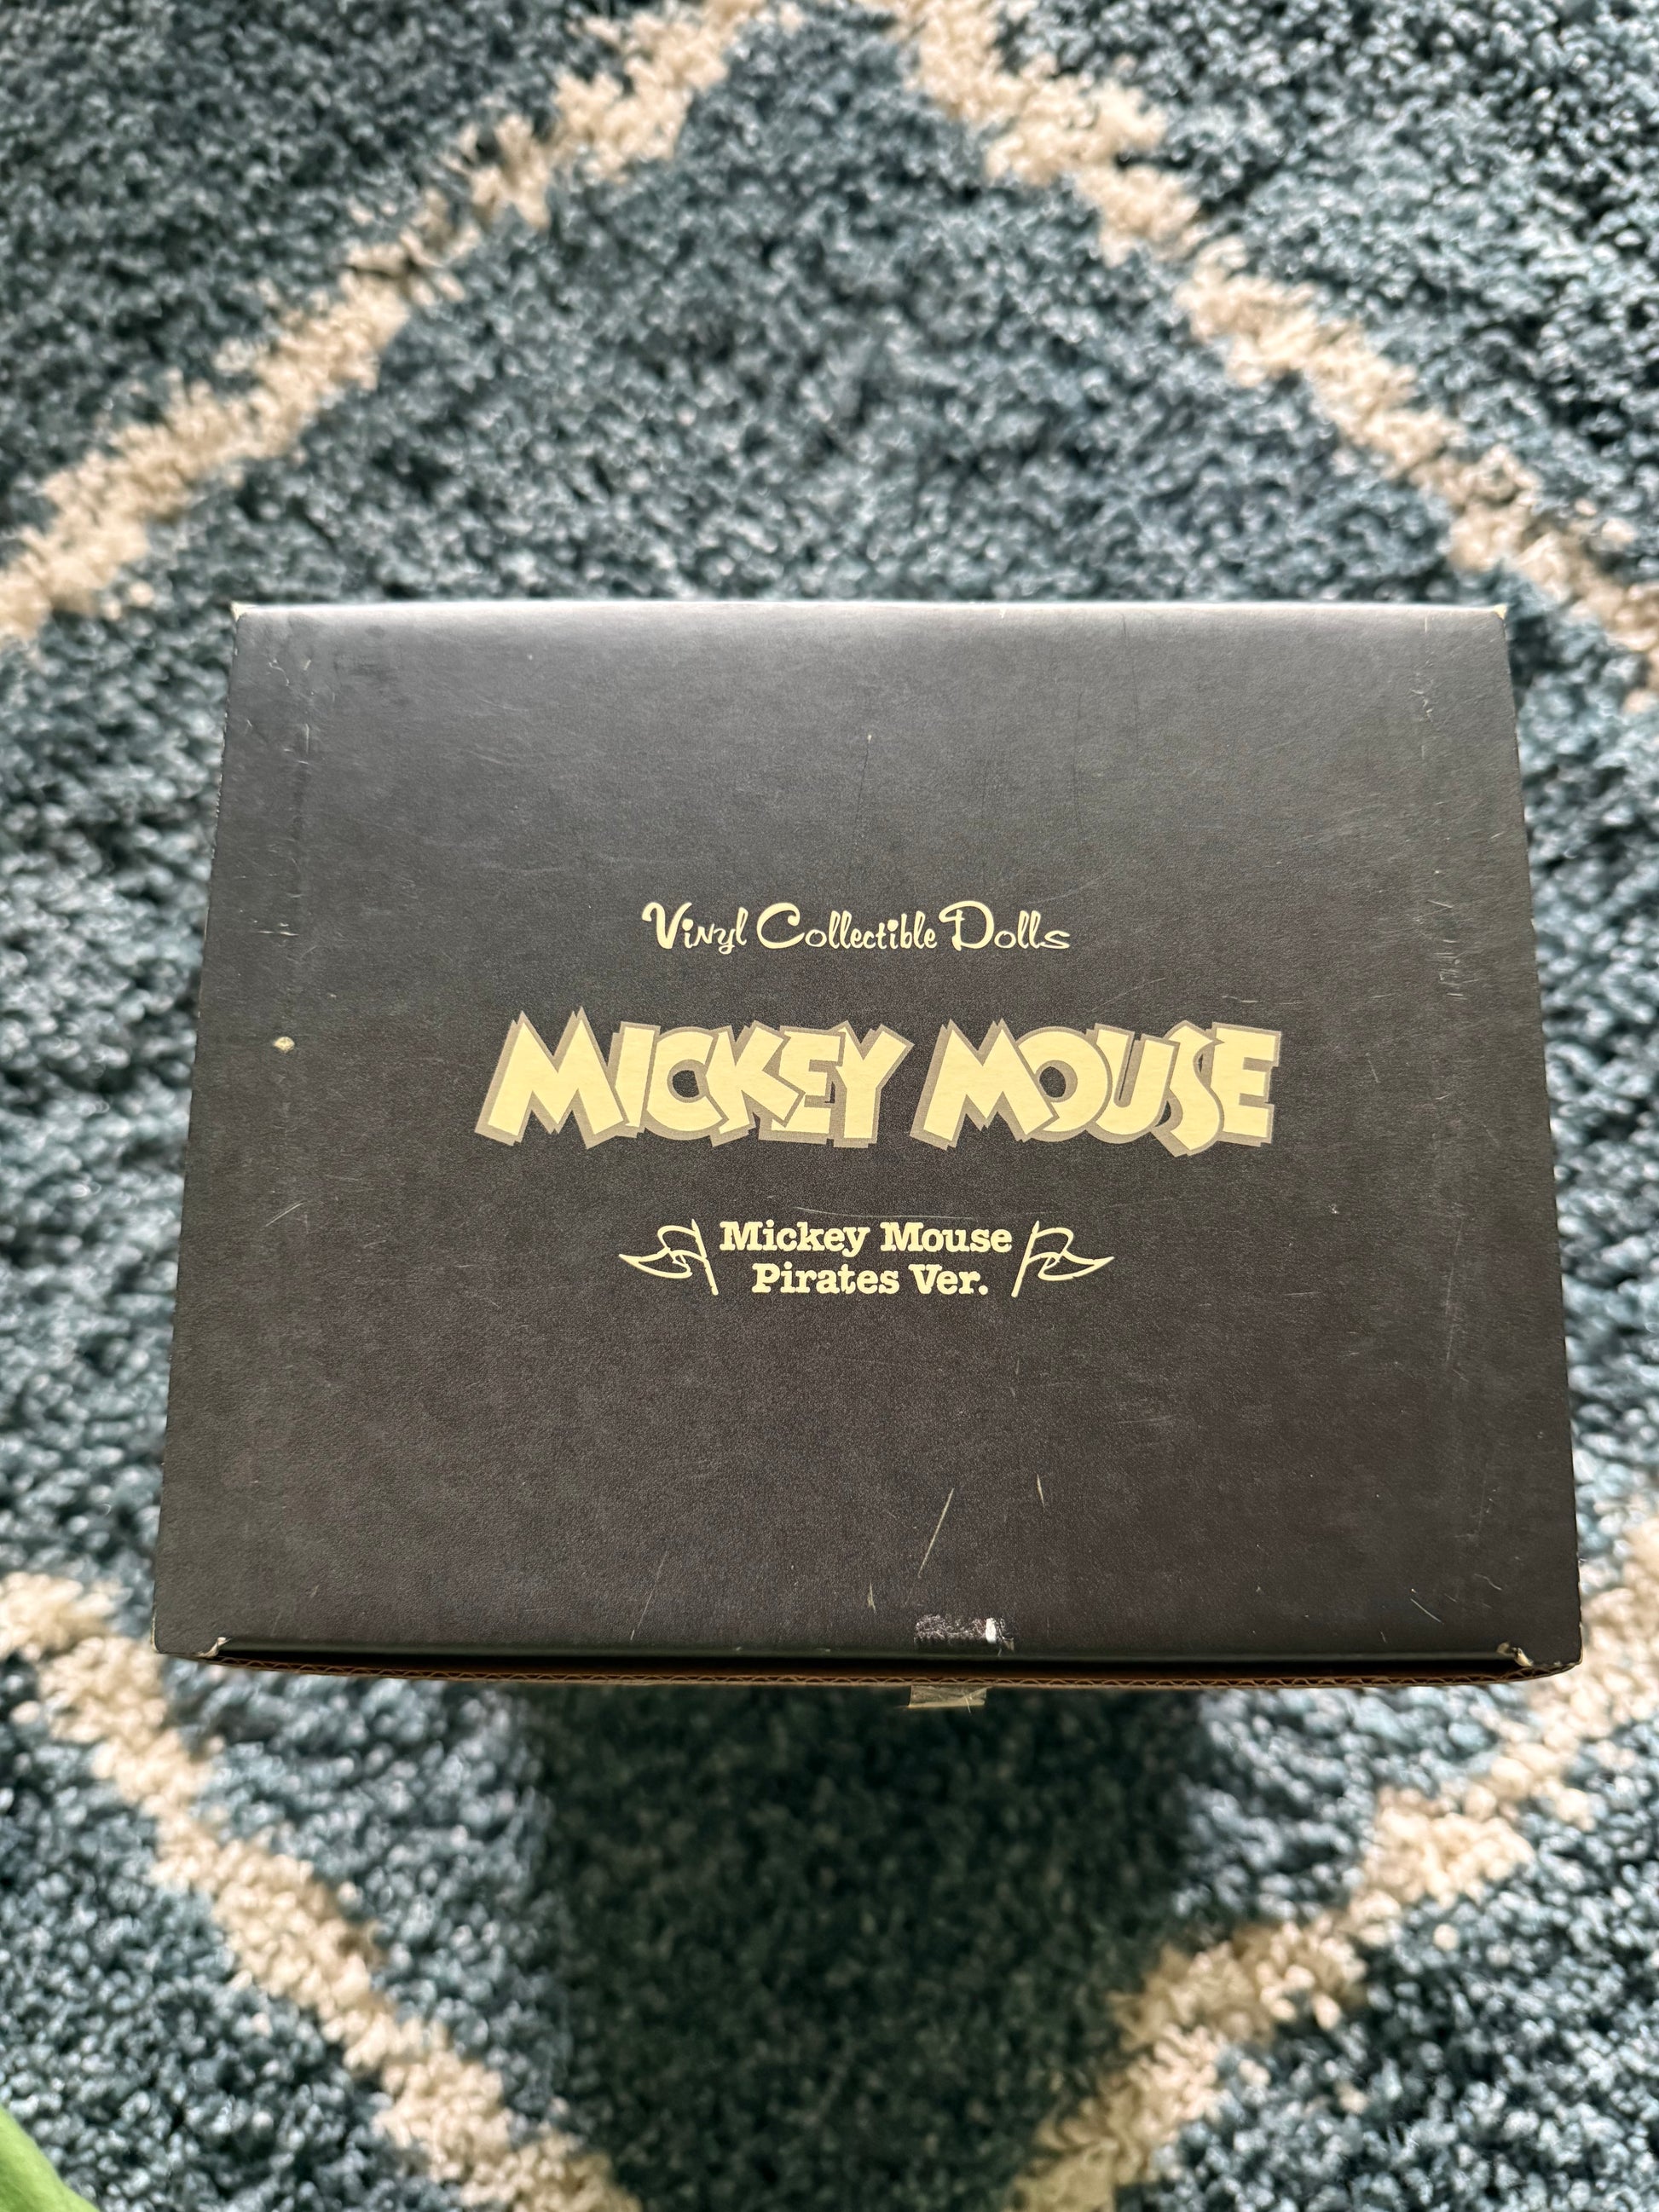 Vinyl Collectible Dolls
MICKEY MOUSE
Mickey Mouse
Pirates Ver.